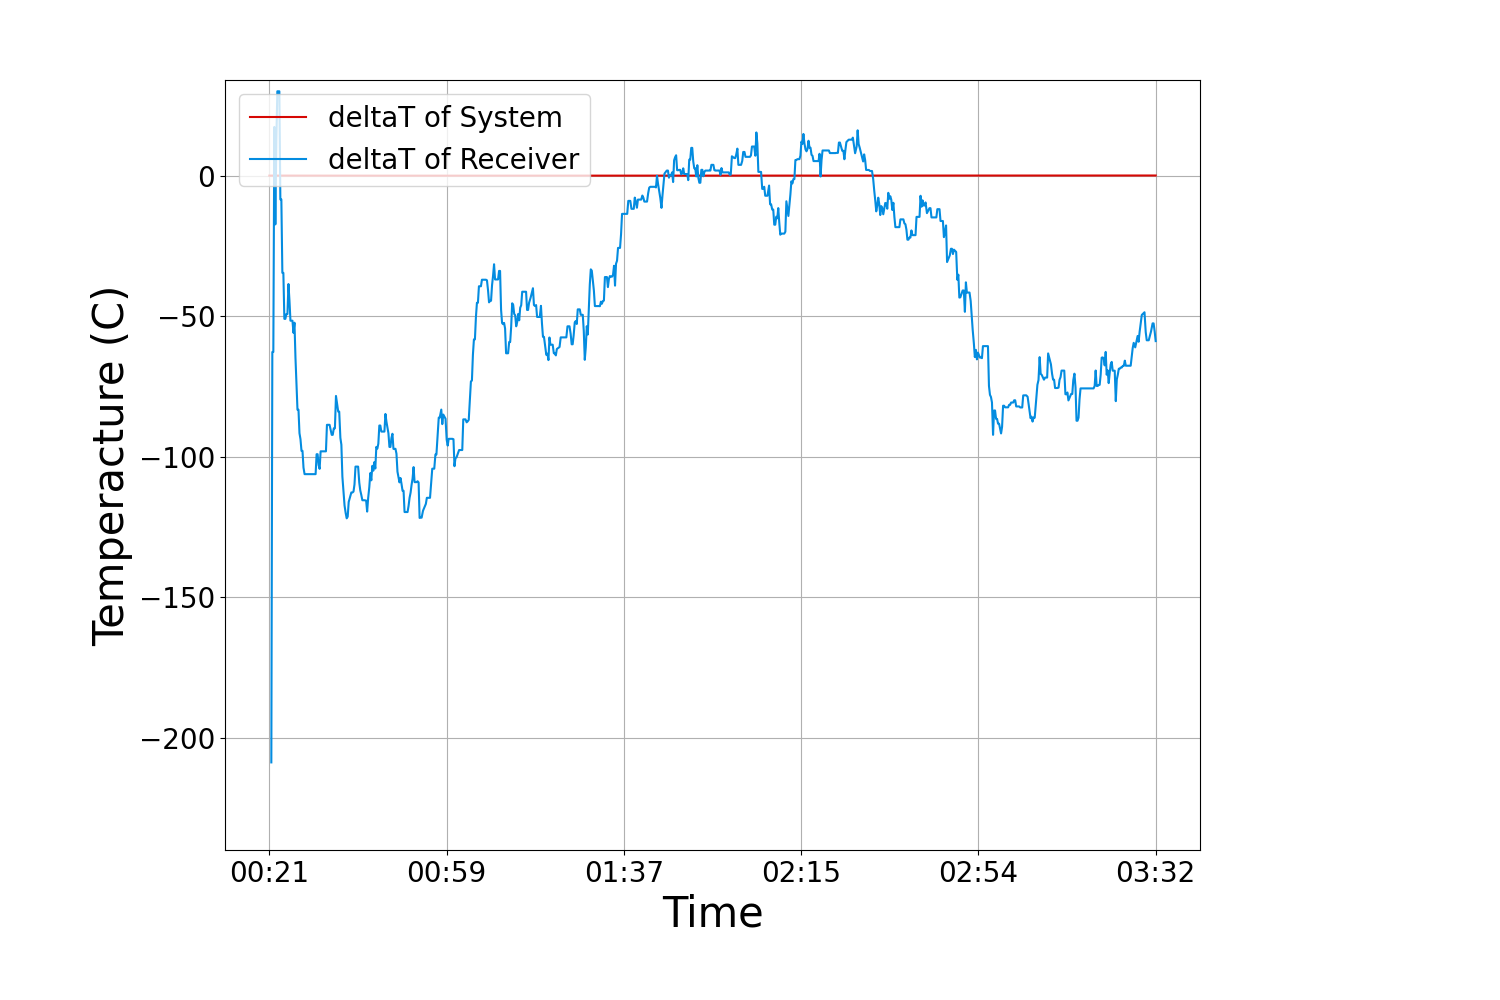 deltaT of System
deltaT of Receiver
0
−50
−100
−150
−200
Temperacture (C)
00:21 00:59 01:37 02:15 02:54 03:32
Time